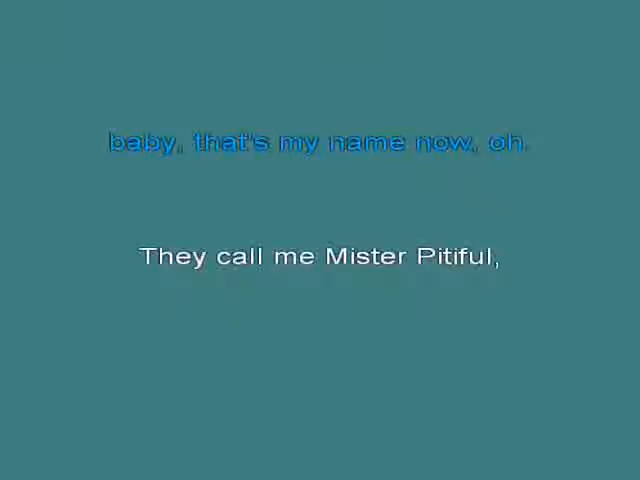 baby, that's my name now, oh.
They call me Mister Pitiful,